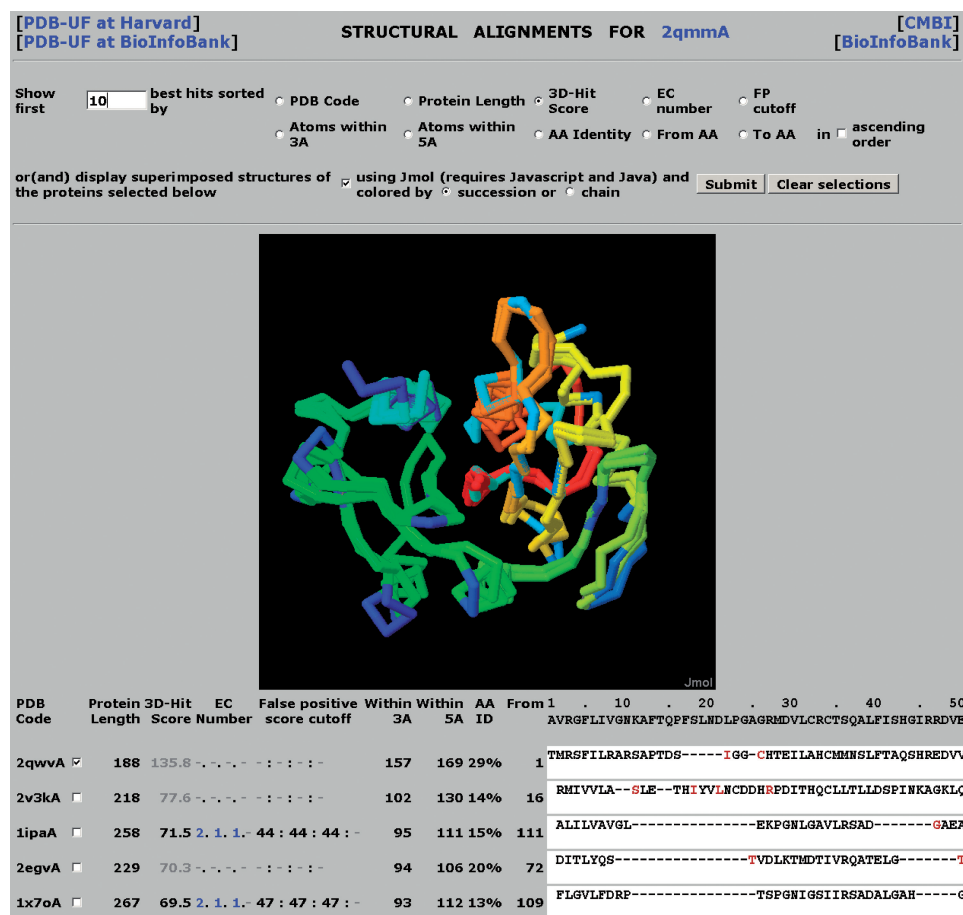 [PDB-UF at Harvard]
[PDB-UF at BioInfoBank]
STRUCTURAL ALIGNMENTS FOR 2qmmA
[CMBI]
[BioInfoBank]
Show first 10 best hits sorted by
PDB Code Protein Length 3D-Hit Score EC number FP cutoff
Atoms within 3A Atoms within 5A AA Identity From AA To AA in ascending order
or(and) display superimposed structures of the proteins selected below
using Jmol (requires Javascript and Java) and colored by succession or chain
Submit Clear selections
Jmol
PDB Code Protein Length 3D-Hit Score EC Number False positive score cutoff Within 3A Within 5A AA ID From 1 . 10 . 20 . 30 . 40 . 50
AVRGFLIVGNKAFTQPFSLNDLPGAGRMDVLCRCTSQALFISHGIRRDVE
2qwvA 188 135.8 -.-.-.- - : - : - : - 157 169 29% 1 TMRSFILRARSAPTDS-----IGG-CHTEILAHCMMNSLFTAQSHREDVV
2v3kA 218 77.6 -.-.-.- - : - : - : - 102 130 14% 16 RMIVVLA--SLE--THIYVLNCDDHRPDITHQCLLTLLDSPINKAGKLQ
1ipaA 258 71.5 2. 1. 1.- 44 : 44 : 44 : - 95 111 15% 111 ALILVAVGL---------------EKPGNLGAVLRSAD-------GAEA
2egvA 229 70.3 -.-.-.- - : - : - : - 94 106 20% 72 DITLYQS----------------TVDLKTMDTIVRQATELG-------T
1x7oA 267 69.5 2. 1. 1.- 47 : 47 : 47 : - 93 112 13% 109 FLGVLFDRP---------------TSPGNIGSIIRSADALGAH-----G